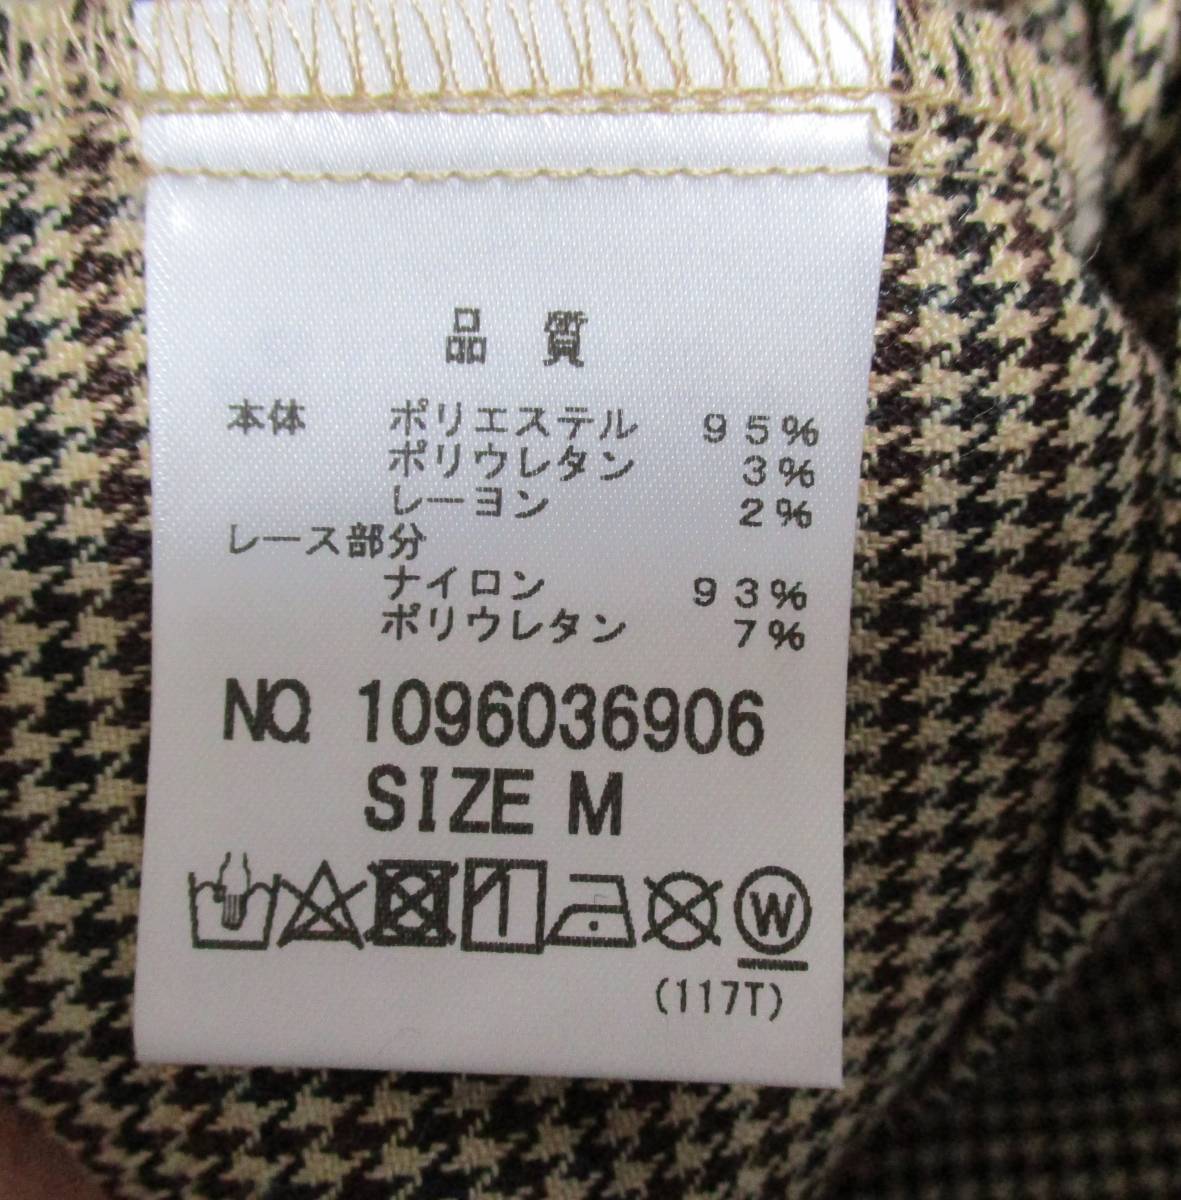 品 質
本体 ポリエステル 95%
ポリウレタン 3%
レーヨン 2%
レース部分
ナイロン 93%
ポリウレタン 7%
NO. 1096036906
SIZE M
W
(117T)